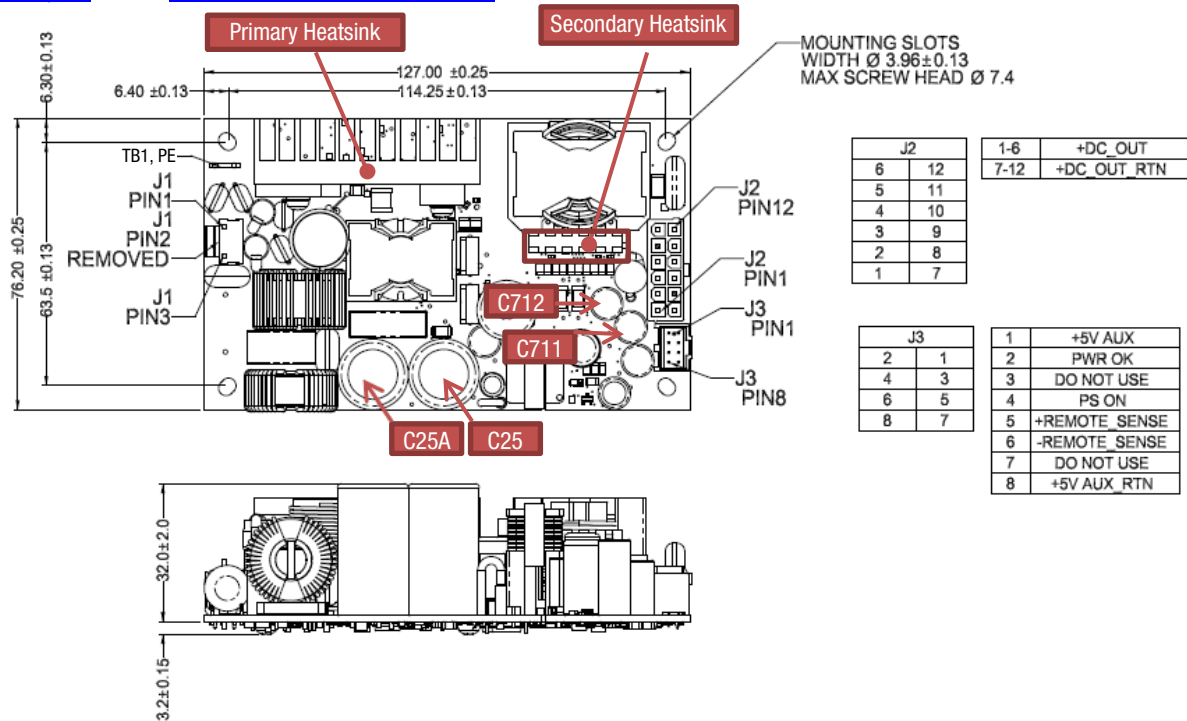 Primary Heatsink
Secondary Heatsink
MOUNTING SLOTS
WIDTH Ø 3.96±0.13
MAX SCREW HEAD Ø 7.4
6.30±0.13
127.00 ±0.25
6.40 ±0.13
114.25±0.13
76.20 ±0.25
63.5 ±0.13
TB1, PE
J1
PIN1
J1
PIN2
REMOVED
J1
PIN3
J2
PIN12
J2
PIN1
J3
PIN1
J3
PIN8
C712
C711
C25A
C25
J2
6 12
5 11
4 10
3 9
2 8
1 7
1-6 +DC_OUT
7-12 +DC_OUT_RTN
J3
2 1
4 3
6 5
8 7
1 +5V AUX
2 PWR OK
3 DO NOT USE
4 PS ON
5 +REMOTE_SENSE
6 -REMOTE_SENSE
7 DO NOT USE
8 +5V AUX_RTN
32.0±2.0
3.2±0.15